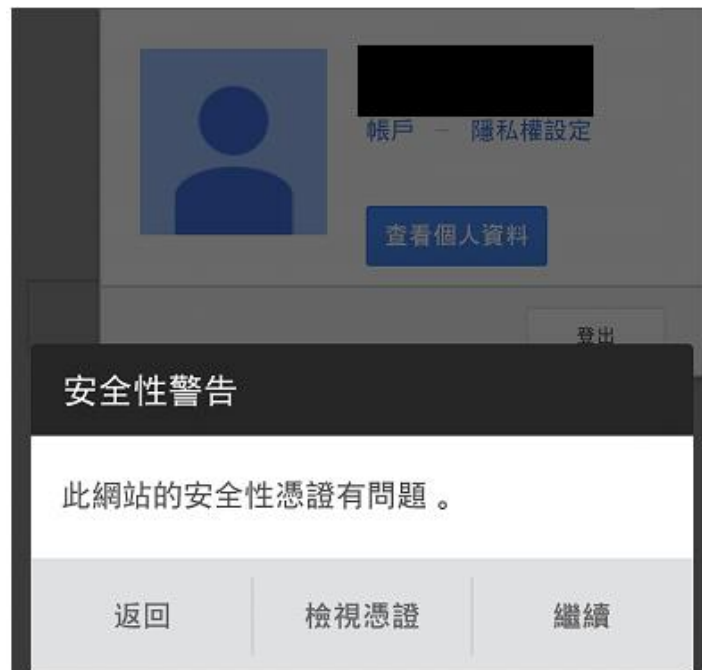 帳戶 － 隱私權設定
查看個人資料
登出
安全性警告
此網站的安全性憑證有問題。
返回 檢視憑證 繼續